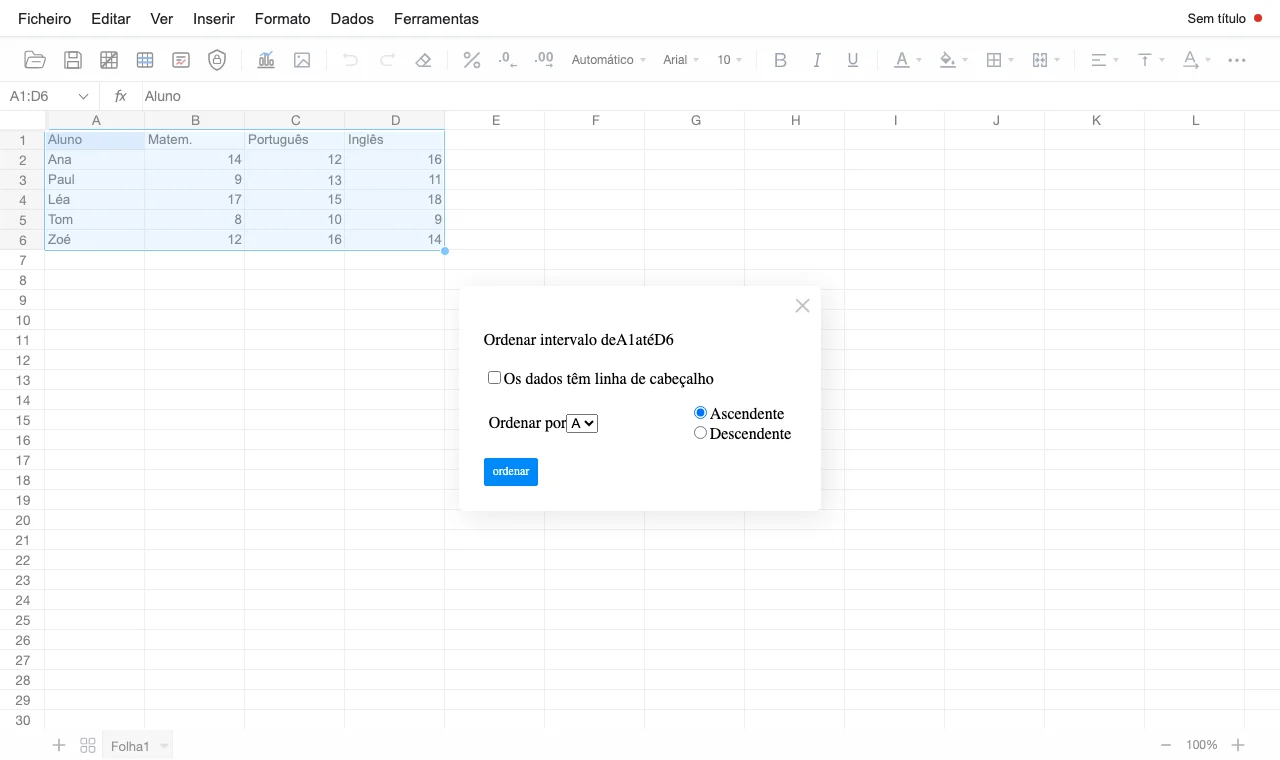 Ficheiro Editar Ver Inserir Formato Dados Ferramentas Sem título
% .0 .00 Automático Arial 10 B I U A A
A1:D6 fx Aluno
A B C D E F G H I J K L
1 Aluno Matem. Português Inglês
2 Ana 14 12 16
3 Paul 9 13 11
4 Léa 17 15 18
5 Tom 8 10 9
6 Zoé 12 16 14
7
8
9
10
11
12
13
14
15
16
17
18
19
20
21
22
23
24
25
26
27
28
29
30
Ordenar intervalo deA1atéD6
Os dados têm linha de cabeçalho
Ordenar por A
Ascendente
Descendente
ordenar
Folha1 100%